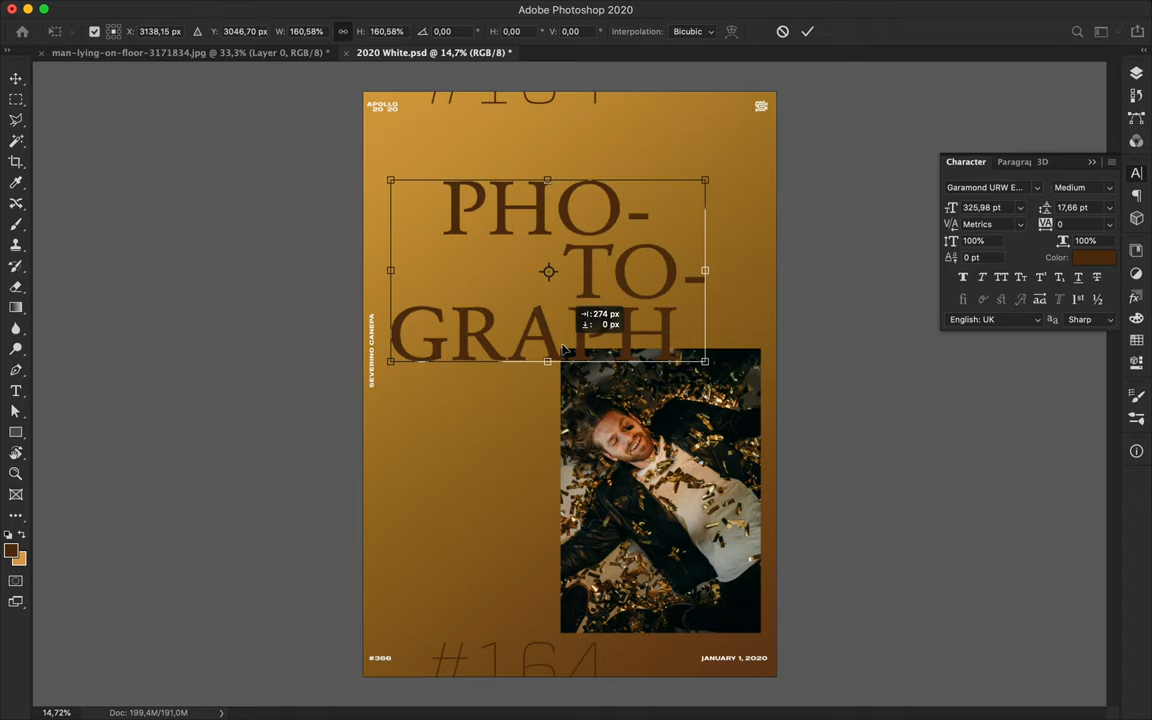 Adobe Photoshop 2020
X: 3138,15 px Y: 3046,70 px W: 160,58% H: 160,58% 0,00 ° H: 0,00 ° V: 0,00 ° Interpolation: Bicubic
man-lying-on-floor-3171834.jpg @ 33,3% (Layer 0, RGB/8) *
2020 White.psd @ 14,7% (RGB/8) *
APOLLO
20 20
PHO-
TO-
GRAPH
274 px
0 px
SEVERINO CANEPA
#366
#164
JANUARY 1, 2020
Character Paragra 3D
Garamond URW E... Medium
325,98 pt 17,66 pt
Metrics 0
100% 100%
0 pt Color:
English: UK Sharp
14,72% Doc: 199,4M/191,0M